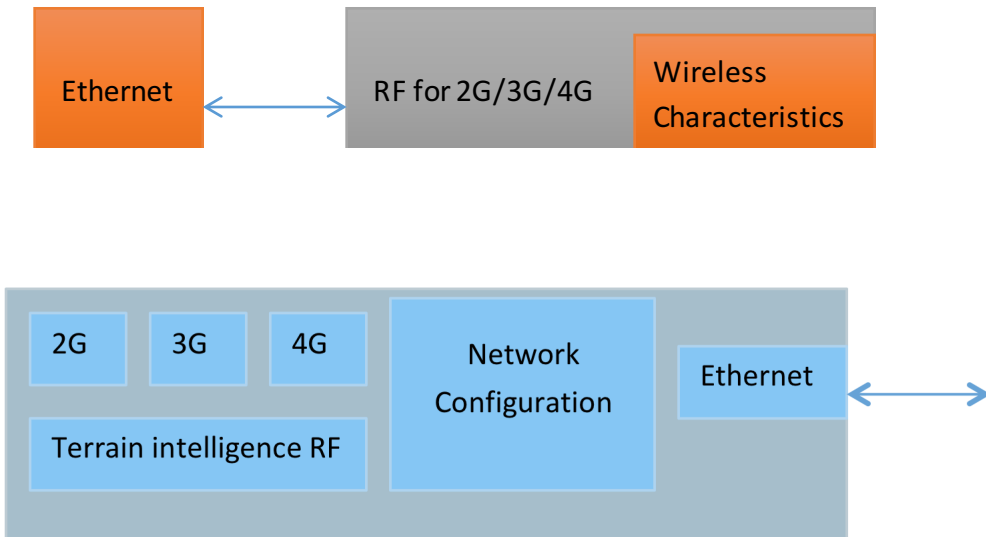 Ethernet
RF for 2G/3G/4G
Wireless
Characteristics
2G
3G
4G
Network
Configuration
Ethernet
Terrain intelligence RF